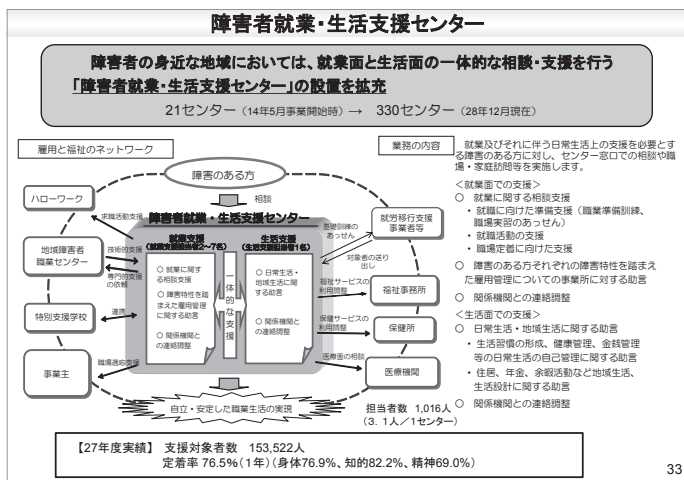 障害者就業・生活支援センター
障害者の身近な地域においては、就業面と生活面の一体的な相談・支援を行う
「障害者就業・生活支援センター」の設置を拡充
21センター（14年5月事業開始時）→　330センター（28年12月現在）
雇用と福祉のネットワーク
障害のある方
相談
ハローワーク
地域障害者
職業センター
特別支援学校
事業主
求職活動支援
技術的支援
専門的支援
の依頼
連携
職場適応支援
障害者就業・生活支援センター
就業支援
（就業支援担当者2～7名）
○ 就業に関す
る相談支援
○ 障害特性を踏
まえた雇用管理
に関する助言
○ 関係機関と
の連絡調整
一体的な支援
生活支援
（生活支援担当者1名）
○ 日常生活・
地域生活に関
する助言
○ 関係機関と
の連絡調整
基礎訓練の
あっせん
対象者の送り
出し
福祉サービスの
利用調整
保健サービスの
利用調整
医療面の相談
就労移行支援
事業者等
福祉事務所
保健所
医療機関
自立・安定した職業生活の実現
業務の内容
就業及びそれに伴う日常生活上の支援を必要とす
る障害のある方に対し、センター窓口での相談や職
場・家庭訪問等を実施します。
＜就業面での支援＞
○ 就業に関する相談支援
・ 就職に向けた準備支援（職業準備訓練、
職場実習のあっせん）
・ 就職活動の支援
・ 職場定着に向けた支援
○ 障害のある方それぞれの障害特性を踏まえ
た雇用管理についての事業所に対する助言
○ 関係機関との連絡調整
＜生活面での支援＞
○ 日常生活・地域生活に関する助言
・ 生活習慣の形成、健康管理、金銭管理
等の日常生活の自己管理に関する助言
・ 住居、年金、余暇活動など地域生活、
生活設計に関する助言
○ 関係機関との連絡調整
担当者数　1,016人
（3．1人／1センター）
【27年度実績】 支援対象者数　153,522人
定着率 76.5％（1年）（身体76.9％、知的82.2％、精神69.0％）
33